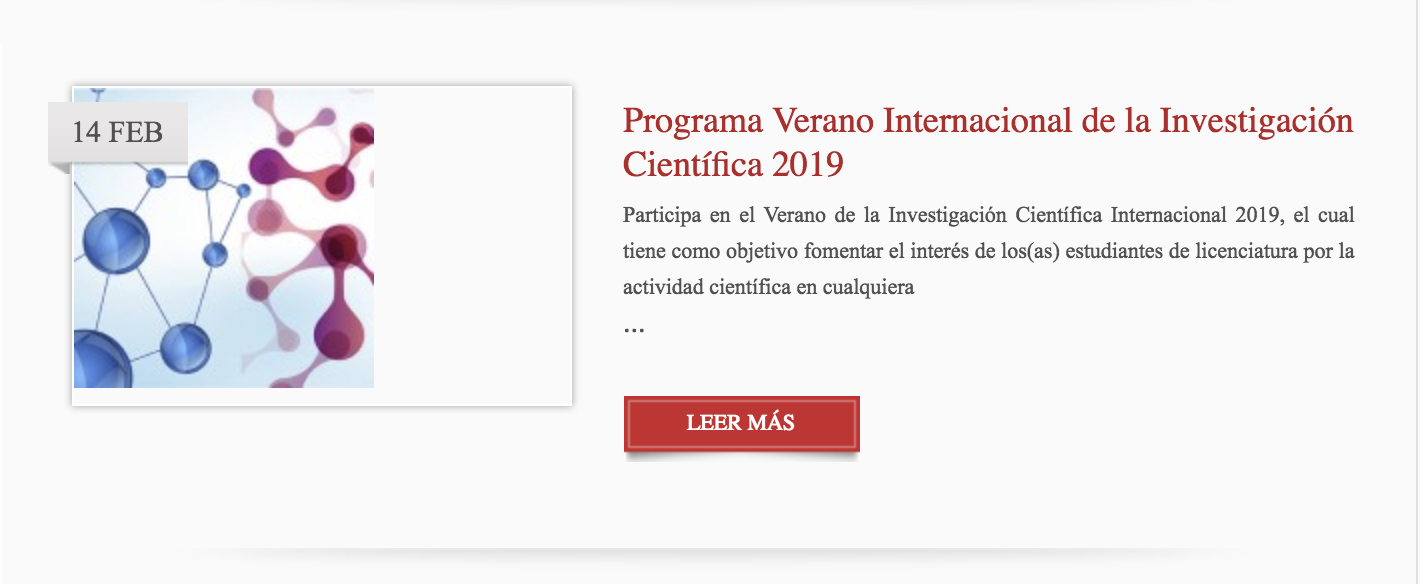 14 FEB
Programa Verano Internacional de la Investigación
Científica 2019
Participa en el Verano de la Investigación Científica Internacional 2019, el cual
tiene como objetivo fomentar el interés de los(as) estudiantes de licenciatura por la
actividad científica en cualquiera
...
LEER MÁS